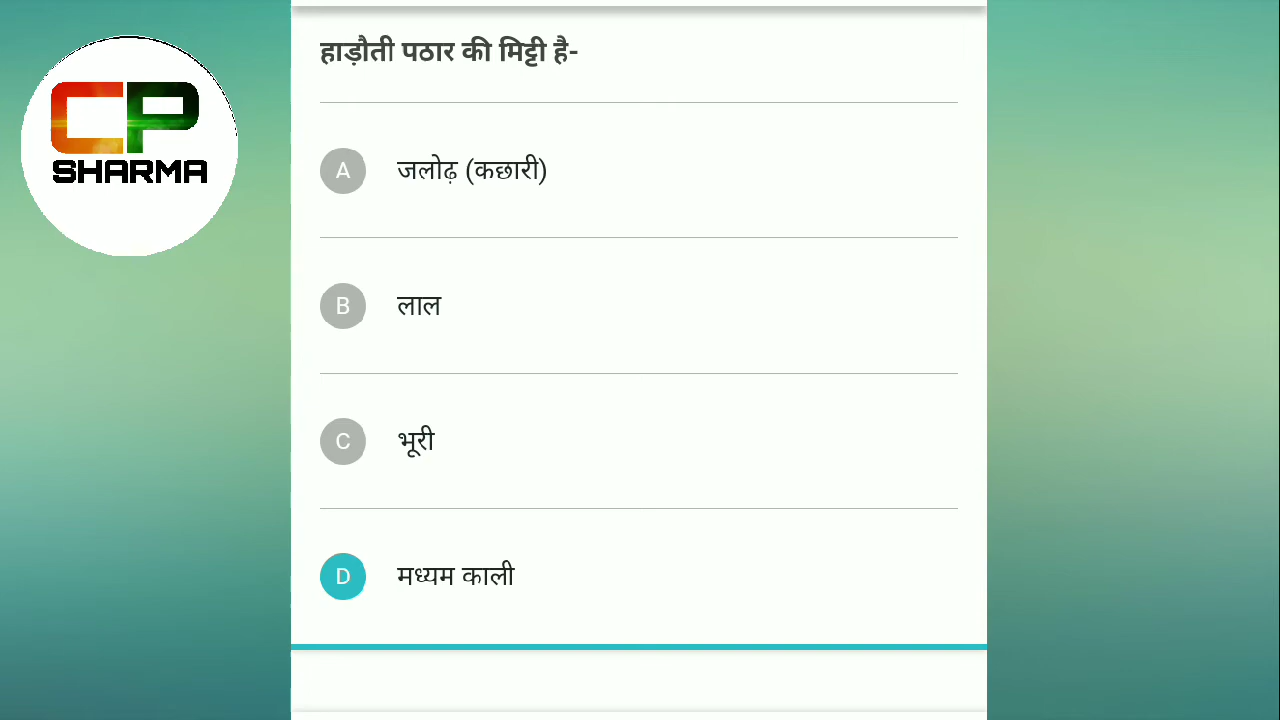 CP
SHARMA
हाड़ौती पठार की मिट्टी है-
A जलोढ़ (कछारी)
B लाल
C भूरी
D मध्यम काली